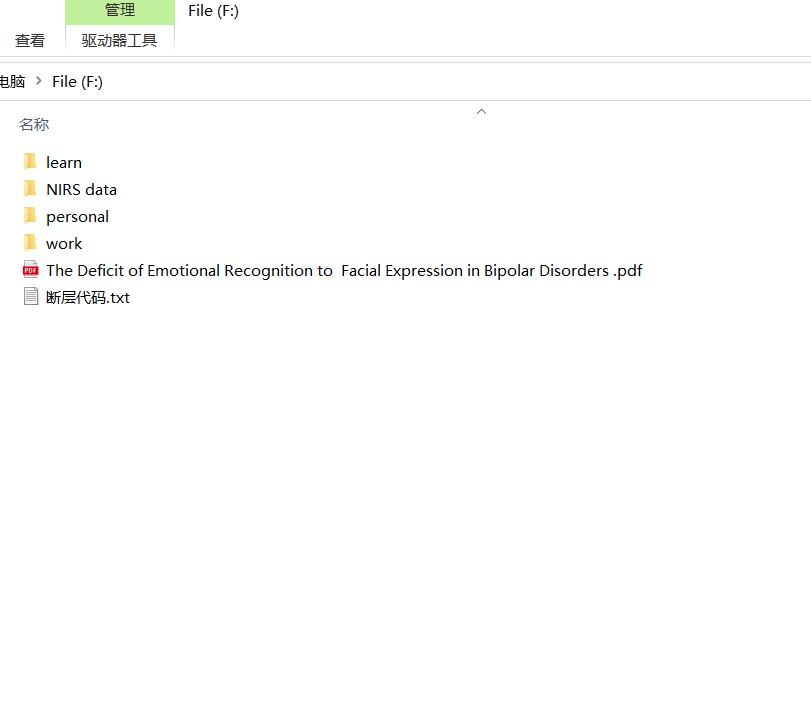 管理
File (F:)
查看
驱动器工具
电脑 > File (F:)
名称
learn
NIRS data
personal
work
PDF
The Deficit of Emotional Recognition to  Facial Expression in Bipolar Disorders .pdf
断层代码.txt